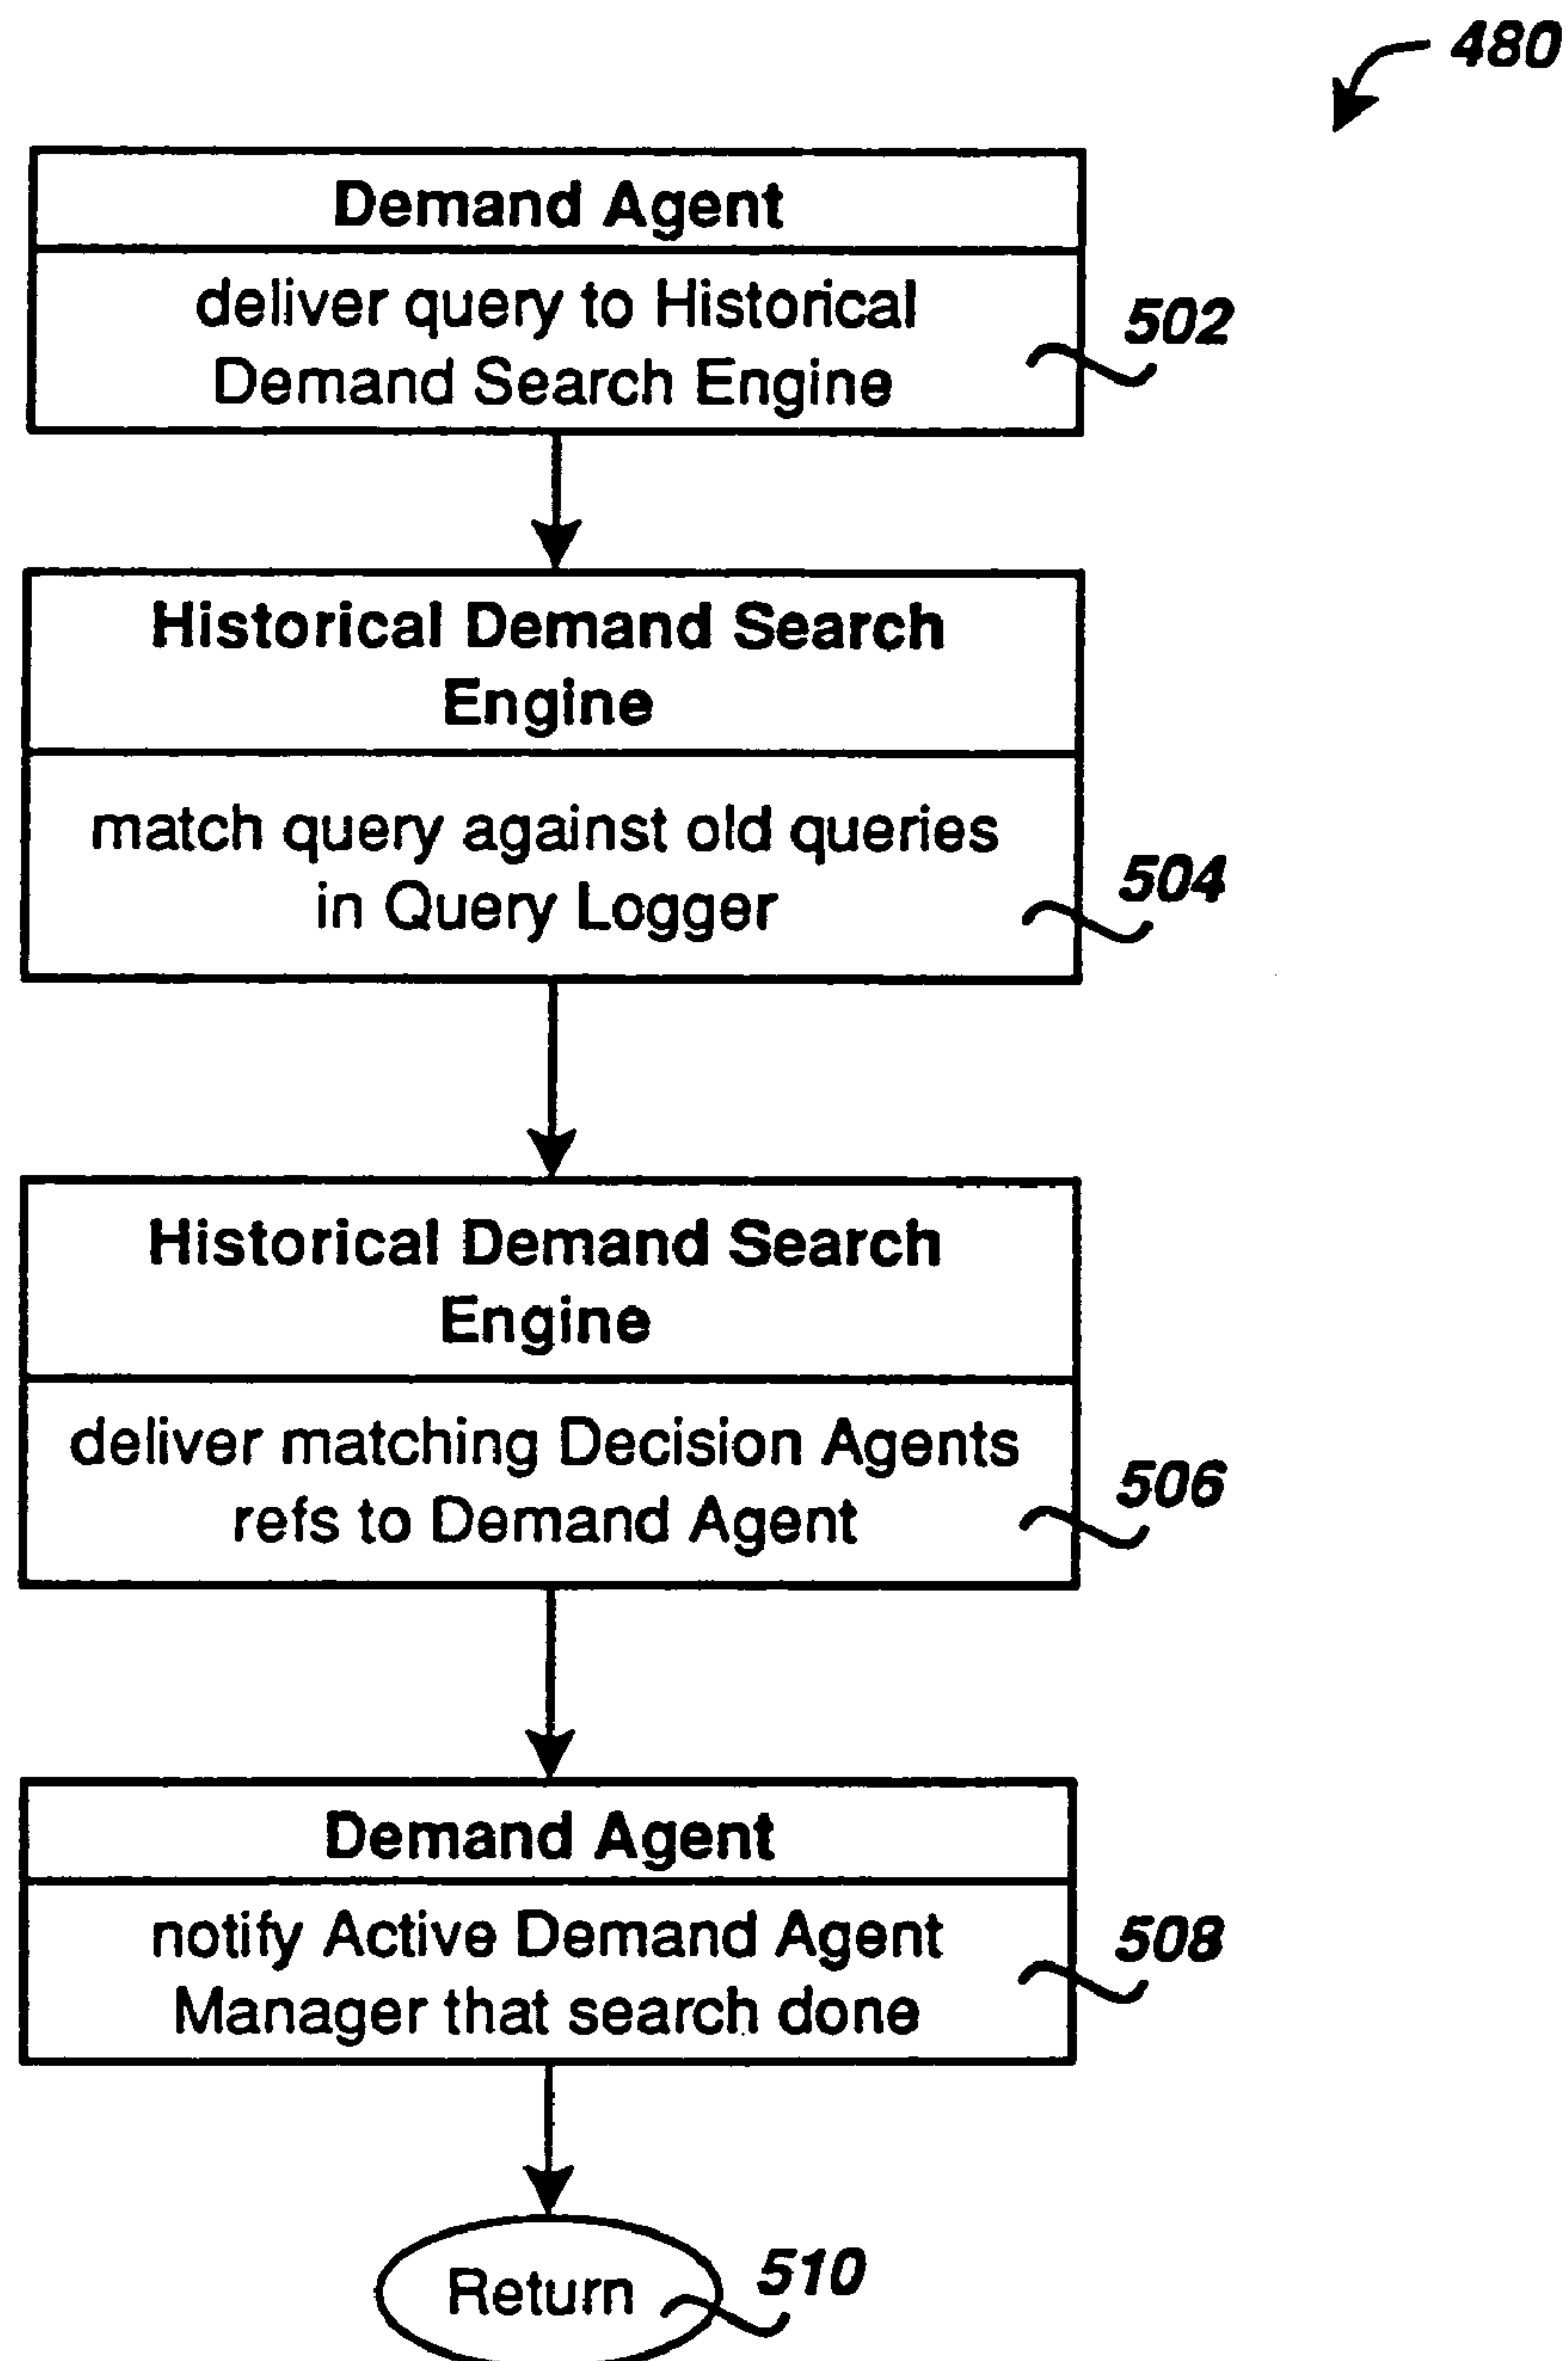 480
Demand Agent
deliver query to Historical
Demand Search Engine
502
Historical Demand Search
Engine
match query against old queries
in Query Logger
504
Historical Demand Search
Engine
deliver matching Decision Agents
refs to Demand Agent
506
Demand Agent
notify Active Demand Agent
Manager that search done
508
Return
510